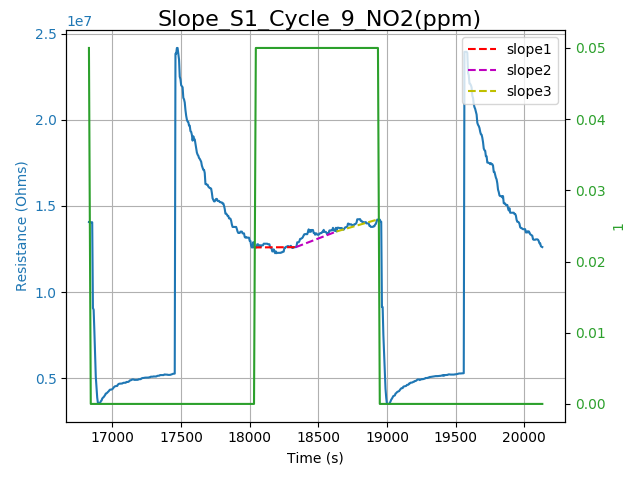 Slope_S1_Cycle_9_NO2(ppm)
1e7
2.5
2.0
1.5
1.0
0.5
Resistance (Ohms)
slope1
slope2
slope3
0.05
0.04
0.03
0.02
0.01
0.00
1
17000 17500 18000 18500 19000 19500 20000
Time (s)